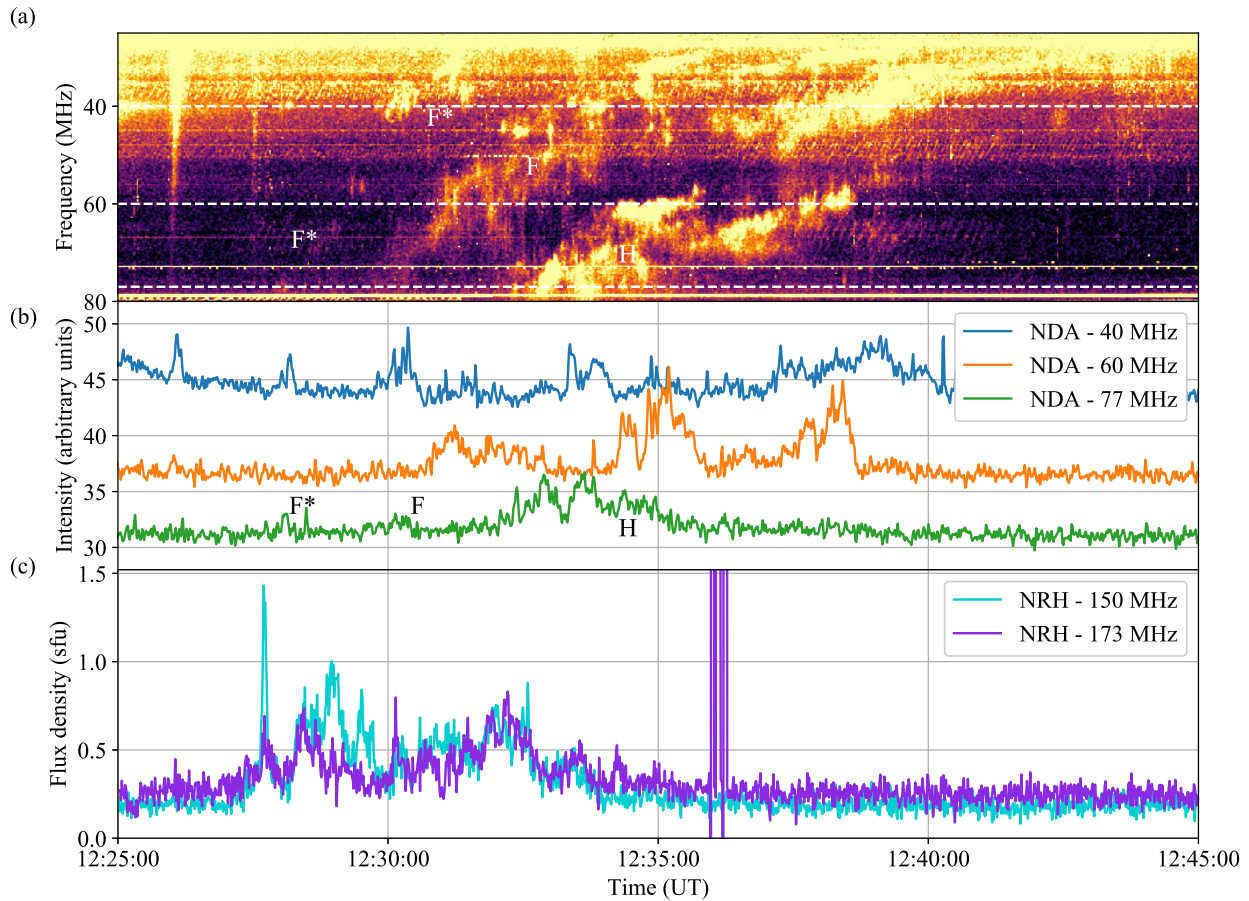 (a)
Frequency (MHz)
40
60
80
F*
F
F*
H
(b)
Intensity (arbitrary units)
50
45
40
35
30
NDA - 40 MHz
NDA - 60 MHz
NDA - 77 MHz
F*
F
H
(c)
Flux density (sfu)
1.5
1.0
0.5
0.0
NRH - 150 MHz
NRH - 173 MHz
12:25:00
12:30:00
12:35:00
12:40:00
12:45:00
Time (UT)